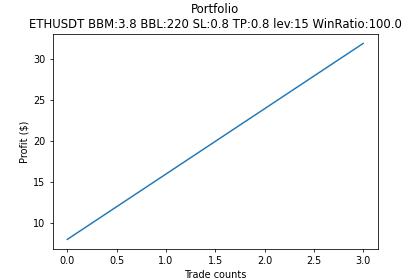 Portfolio
ETHUSDT BBM:3.8 BBL:220 SL:0.8 TP:0.8 lev:15 WinRatio:100.0
Profit ($)
30
25
20
15
10
0.0 0.5 1.0 1.5 2.0 2.5 3.0
Trade counts